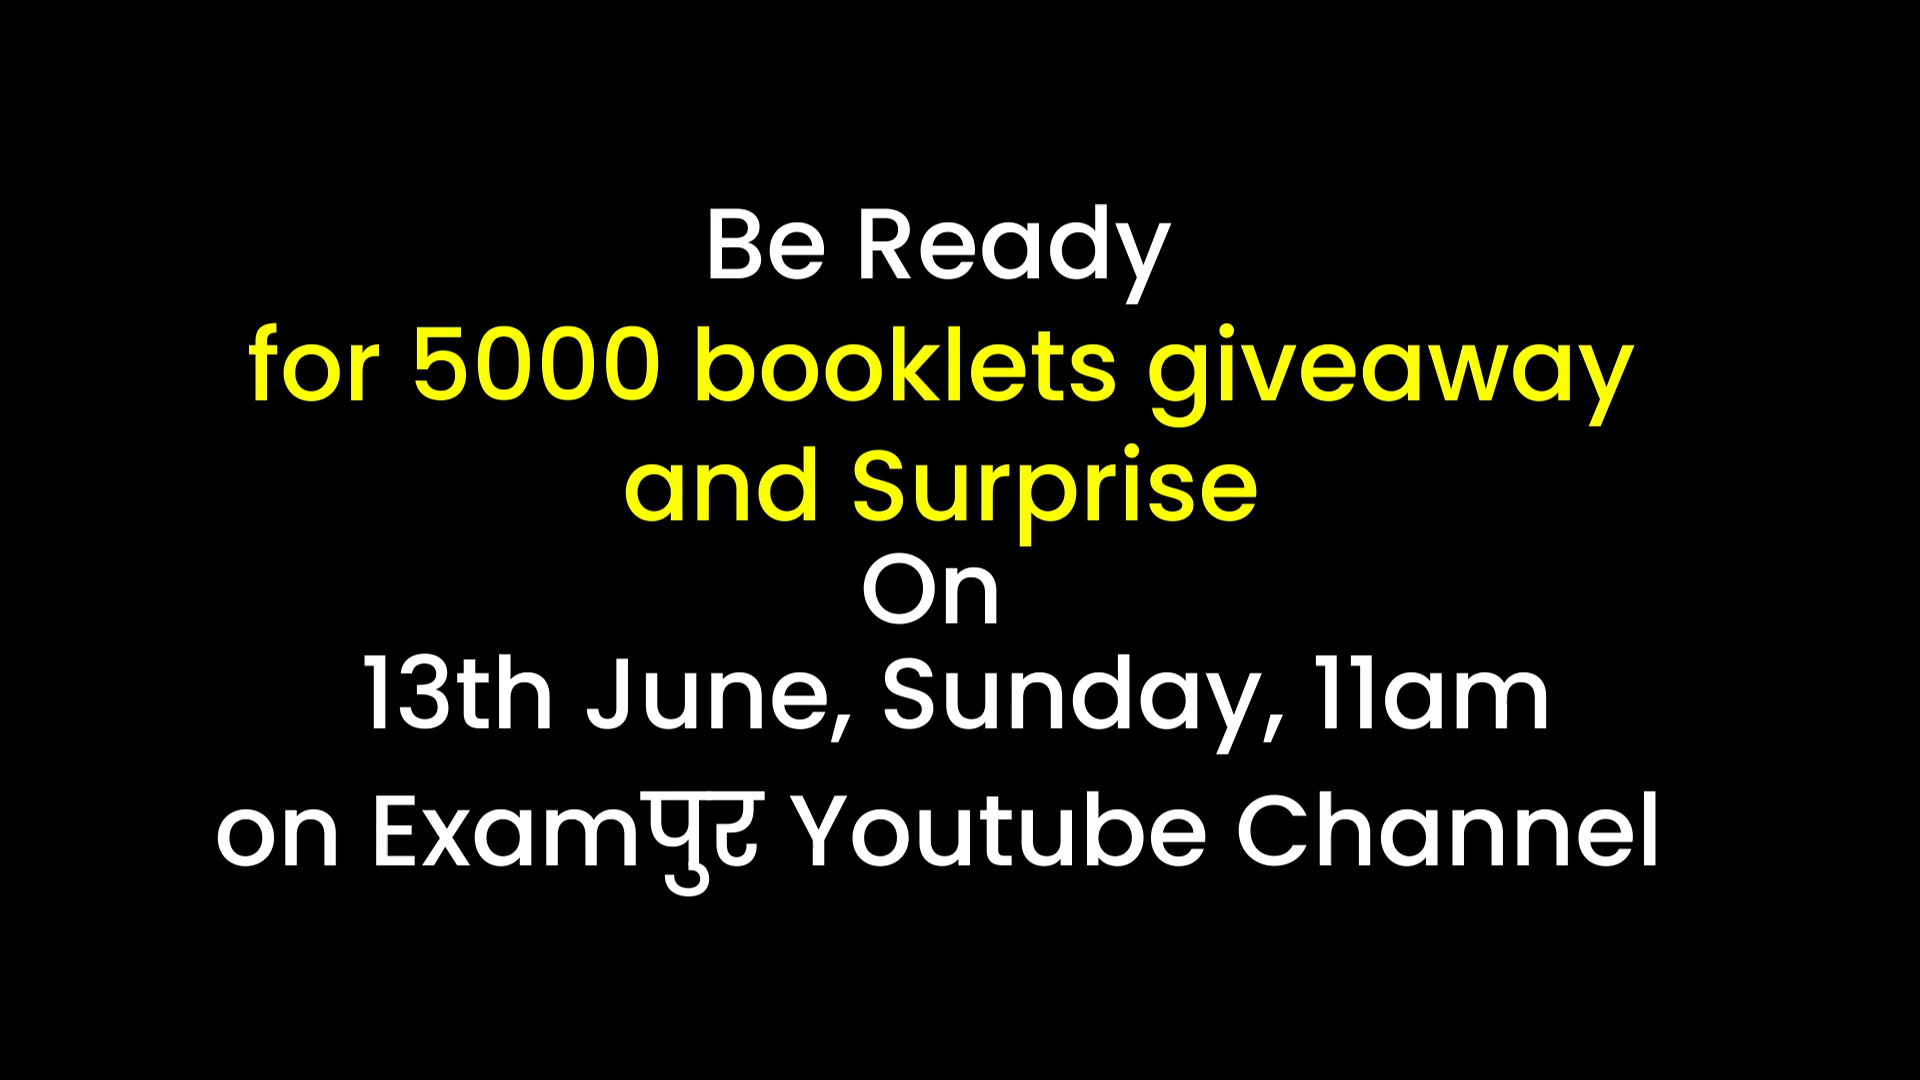 Be Ready
for 5000 booklets giveaway
and Surprise
On
13th June, Sunday, 11am
on Examपुर Youtube Channel